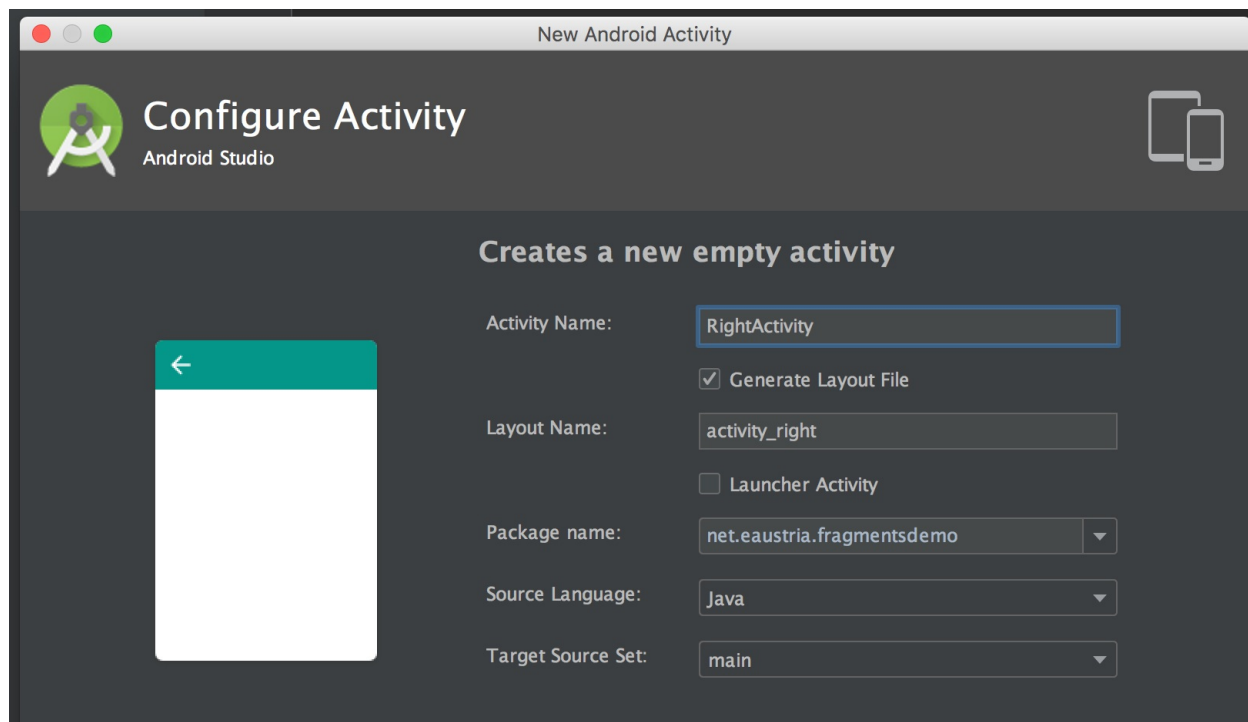 New Android Activity
Configure Activity
Android Studio
Creates a new empty activity
Activity Name:
RightActivity
Generate Layout File
Layout Name:
activity_right
Launcher Activity
Package name:
net.eaustria.fragmentsdemo
Source Language:
Java
Target Source Set:
main